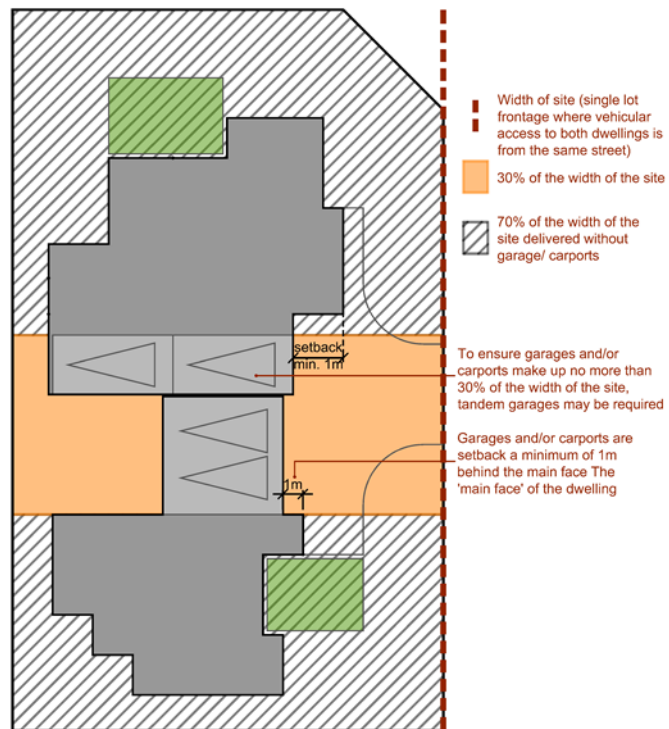 Width of site (single lot
frontage where vehicular
access to both dwellings is
from the same street)
30% of the width of the site
70% of the width of the
site delivered without
garage/ carports
setback
min. 1m
To ensure garages and/or
carports make up no more than
30% of the width of the site,
tandem garages may be required
Garages and/or carports are
setback a minimum of 1m
behind the main face The
'main face' of the dwelling
1m